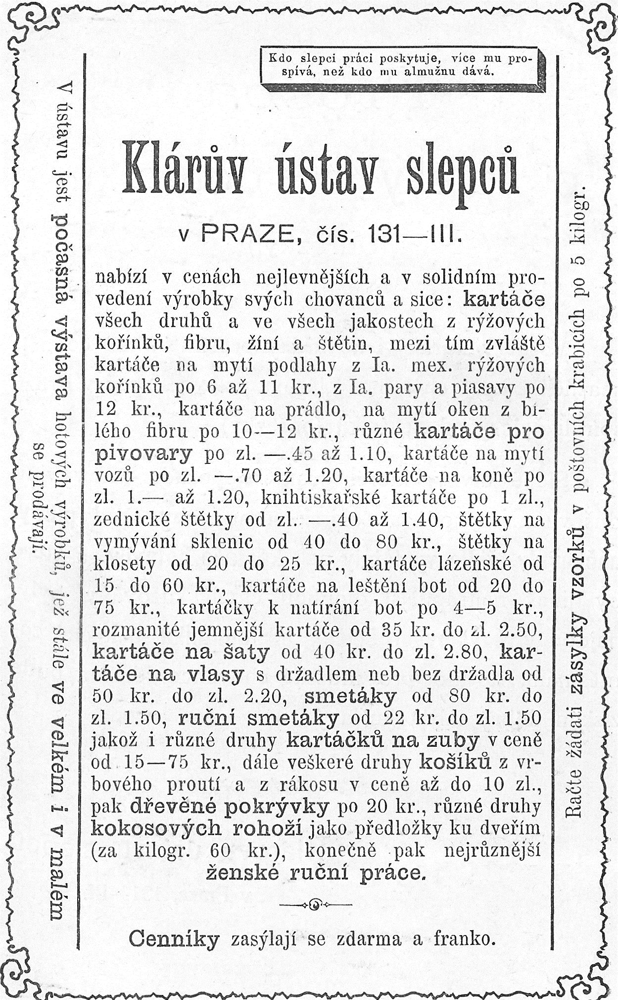 Kdo slepci práci poskytuje, více mu pro-
spívá, než kdo mu almužnu dává.
Klárův ústav slepců
v PRAZE, čís. 131—III.
nabízí v cenách nejlevnějších a v solidním pro-
vedení výrobky svých chovanců a sice: kartáče
všech druhů a ve všech jakostech z rýžových
kořínků, fibru, žíní a štětin, mezi tím zvláště
kartáče na mytí podlahy z Ia. mex. rýžových
kořínků po 6 až 11 kr., z Ia. pary a piasavy po
12 kr., kartáče na prádlo, na mytí oken z bí-
lého fibru po 10—12 kr., různé kartáče pro
pivovary po zl. —.45 až 1.10, kartáče na mytí
vozů po zl. —.70 až 1.20, kartáče na koně po
zl. 1.— až 1.20, knihtiskařské kartáče po 1 zl.,
zednické štětky od zl. —.40 až 1.40, štětky na
vymývání sklenic od 40 do 80 kr., štětky na
klosety od 20 do 25 kr., kartáče lázeňské od
15 do 60 kr., kartáče na leštění bot od 20 do
75 kr., kartáčky k natírání bot po 4—5 kr.,
rozmanité jemnější kartáče od 35 kr. do zl. 2.50,
kartáče na šaty od 40 kr. do zl. 2.80, kar-
táče na vlasy s držadlem neb bez držadla od
50 kr. do zl. 2.20, smetáky od 80 kr. do
zl. 1.50, ruční smetáky od 22 kr. do zl. 1.50
jakož i různé druhy kartáčků na zuby v ceně
od 15—75 kr., dále veškeré druhy košíků z vr-
bového proutí a z rákosu v ceně až do 10 zl.,
pak dřevěné pokrývky po 20 kr., různé druhy
kokosových rohoží jako předložky ku dveřím
(za kilogr. 60 kr.), konečně pak nejrůznější
ženské ruční práce.
Cenníky zasýlají se zdarma a franko.
V ústavu jest počasná výstava hotových výrobků, jež stále ve velkém i v malém
se prodávají.
Račte žádati zásylky vzorků v poštovních krabicích po 5 kilogr.